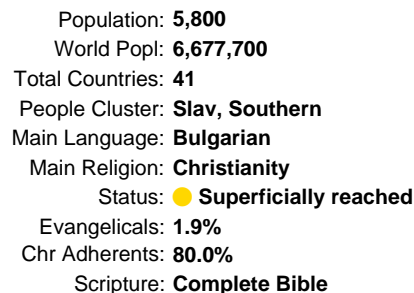 Population: 5,800
World Popl: 6,677,700
Total Countries: 41
People Cluster: Slav, Southern
Main Language: Bulgarian
Main Religion: Christianity
Status: Superficially reached
Evangelicals: 1.9%
Chr Adherents: 80.0%
Scripture: Complete Bible